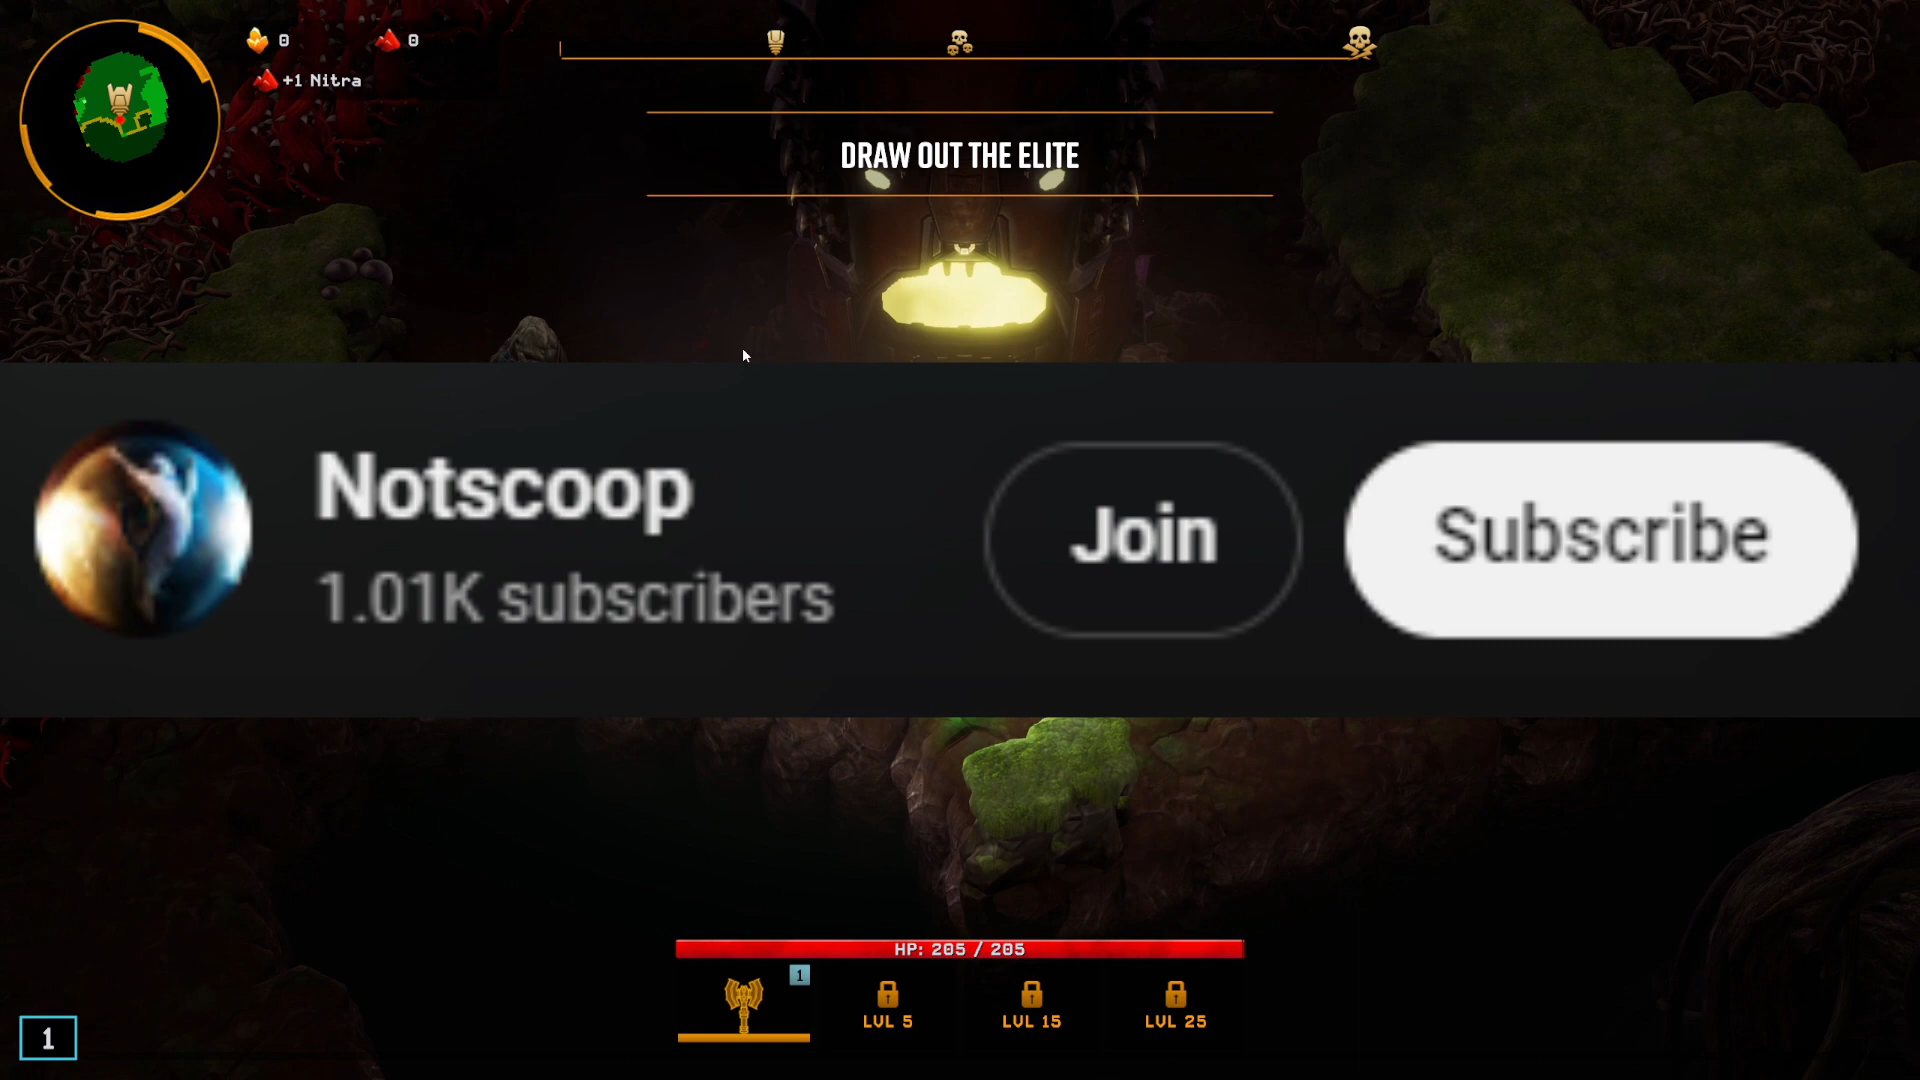 0 0
+1 Nitra
DRAW OUT THE ELITE
Notscoop
1.01K subscribers
Join
Subscribe
HP: 205 / 205
1
LVL 5
LVL 15
LVL 25
1